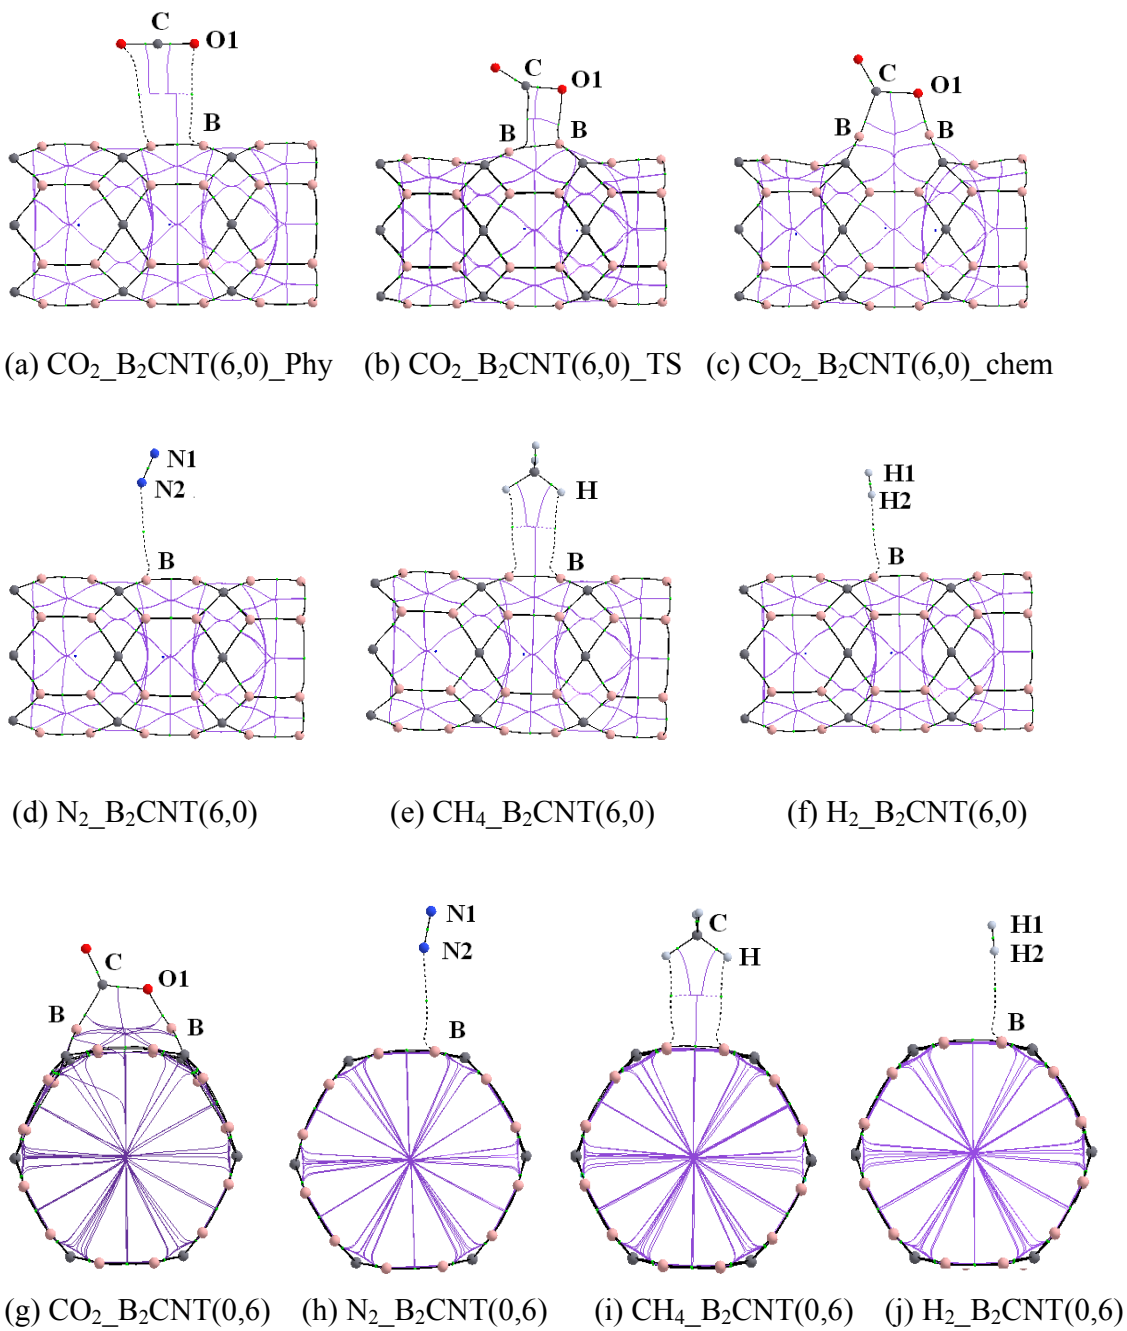 C
O1
B
C
O1
B
B
C
O1
B
B
(a) CO₂_B₂CNT(6,0)_Phy
(b) CO₂_B₂CNT(6,0)_TS
(c) CO₂_B₂CNT(6,0)_chem
N1
N2
B
H
B
H1
H2
B
(d) N₂_B₂CNT(6,0)
(e) CH₄_B₂CNT(6,0)
(f) H₂_B₂CNT(6,0)
C
O1
B
B
N1
N2
B
C
H
B
H1
H2
B
(g) CO₂_B₂CNT(0,6)
(h) N₂_B₂CNT(0,6)
(i) CH₄_B₂CNT(0,6)
(j) H₂_B₂CNT(0,6)